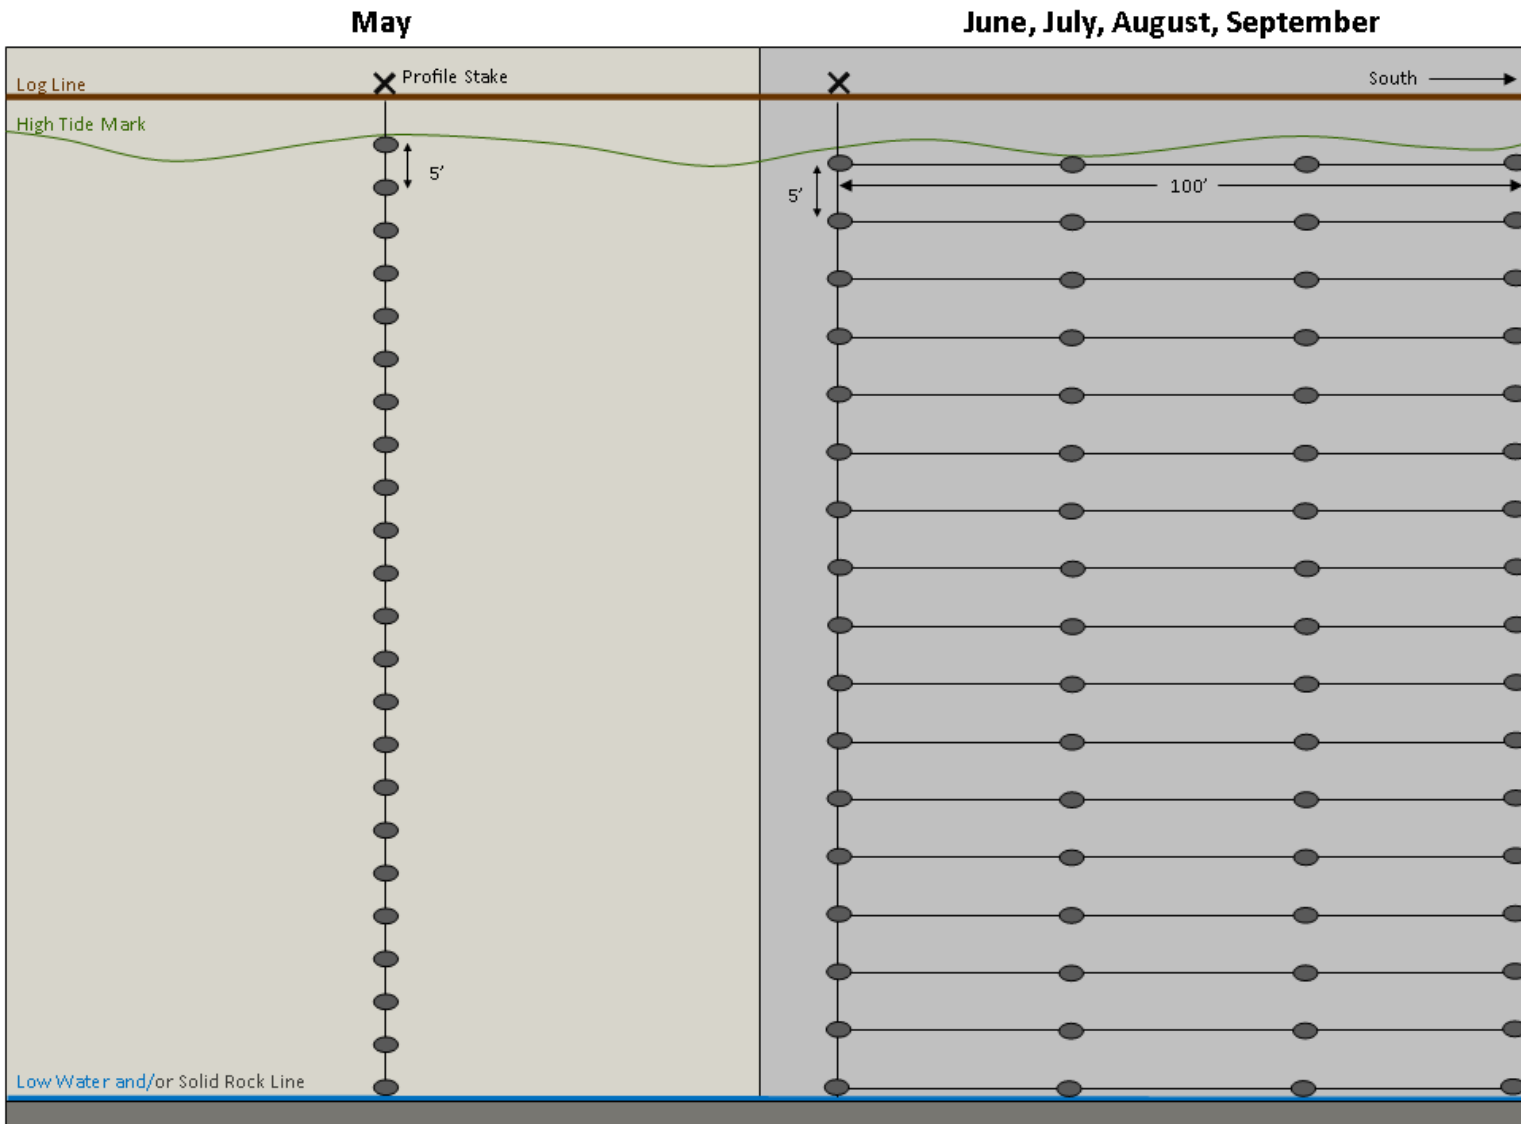 May
June, July, August, September
Log Line
Profile Stake
South
High Tide Mark
5’
5’
100’
Low Water and/or Solid Rock Line